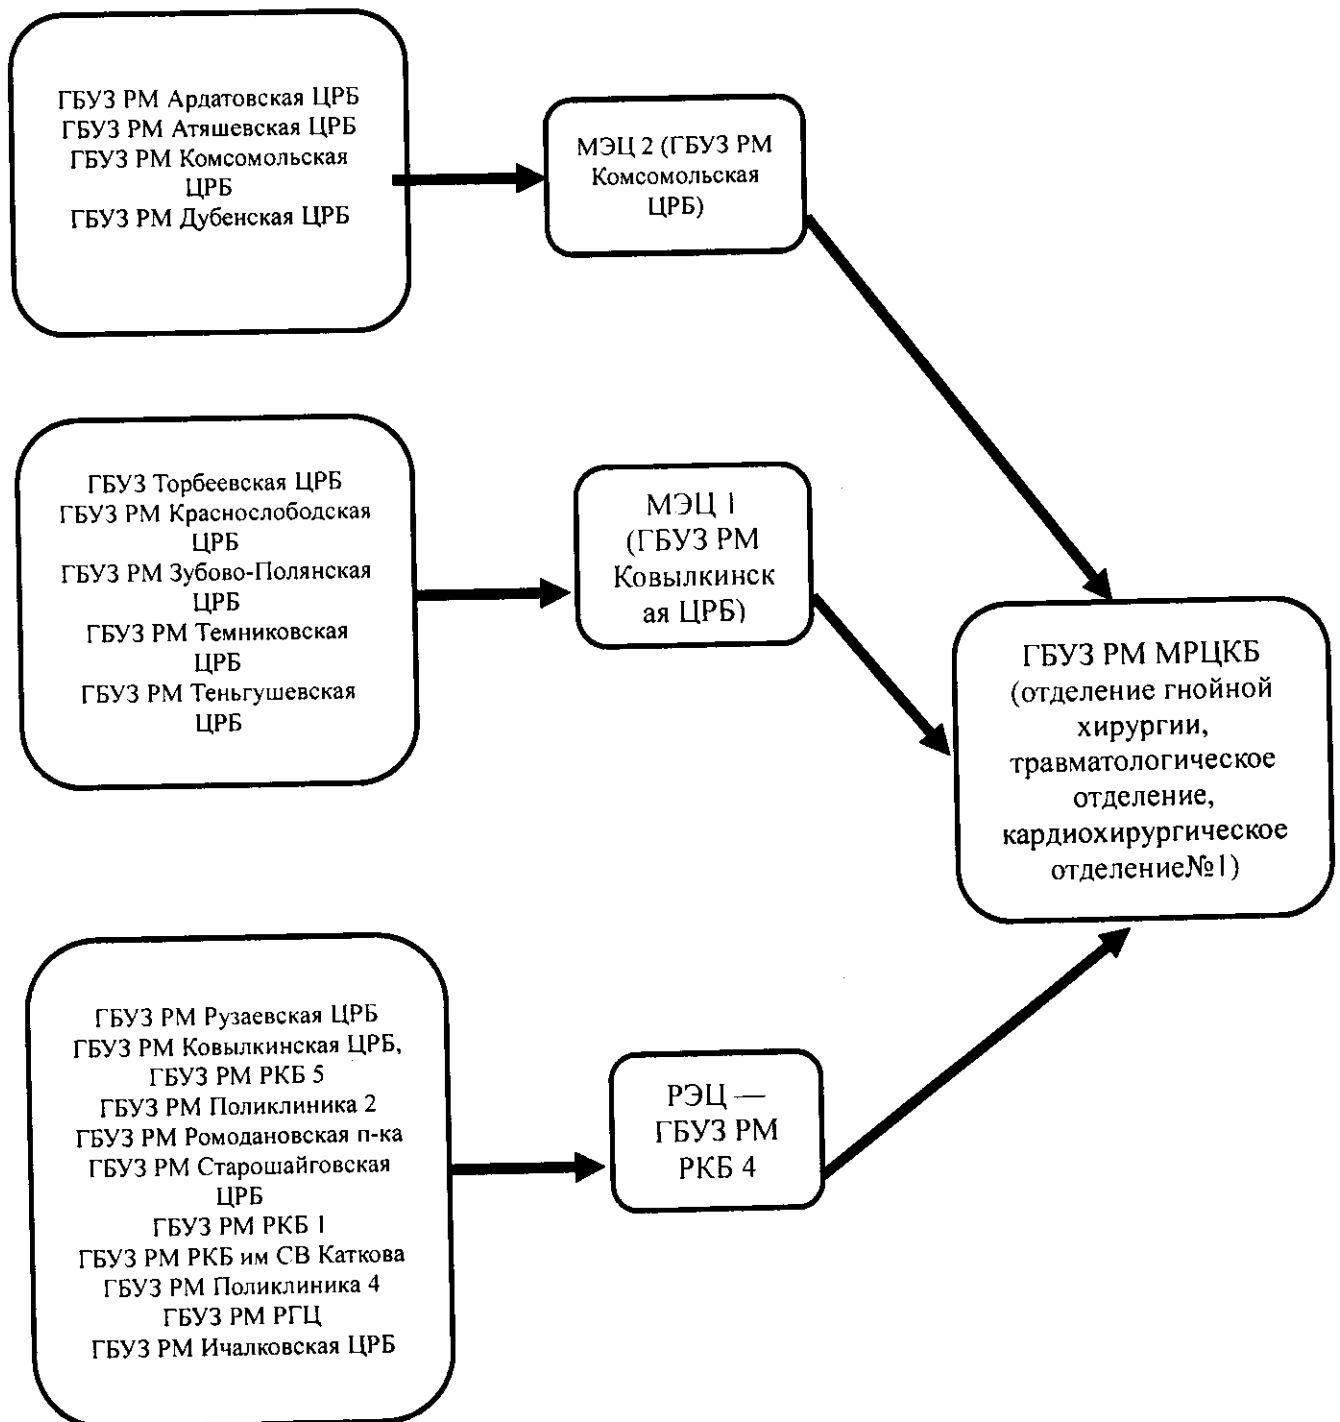 ГБУЗ РМ Ардатовская ЦРБ
ГБУЗ РМ Атяшевская ЦРБ
ГБУЗ РМ Комсомольская
ЦРБ
ГБУЗ РМ Дубенская ЦРБ
МЭЦ 2 (ГБУЗ РМ
Комсомольская
ЦРБ)
ГБУЗ Торбеевская ЦРБ
ГБУЗ РМ Краснослободская
ЦРБ
ГБУЗ РМ Зубово-Полянская
ЦРБ
ГБУЗ РМ Темниковская
ЦРБ
ГБУЗ РМ Теньгушевская
ЦРБ
МЭЦ 1
(ГБУЗ РМ
Ковылкинск
ая ЦРБ)
ГБУЗ РМ МРЦКБ
(отделение гнойной
хирургии,
травматологическое
отделение,
кардиохирургическое
отделение№1)
ГБУЗ РМ Рузаевская ЦРБ
ГБУЗ РМ Ковылкинская ЦРБ,
ГБУЗ РМ РКБ 5
ГБУЗ РМ Поликлиника 2
ГБУЗ РМ Ромодановская п-ка
ГБУЗ РМ Старошайговская
ЦРБ
ГБУЗ РМ РКБ 1
ГБУЗ РМ РКБ им СВ Каткова
ГБУЗ РМ Поликлиника 4
ГБУЗ РМ РГЦ
ГБУЗ РМ Ичалковская ЦРБ
РЭЦ —
ГБУЗ РМ
РКБ 4